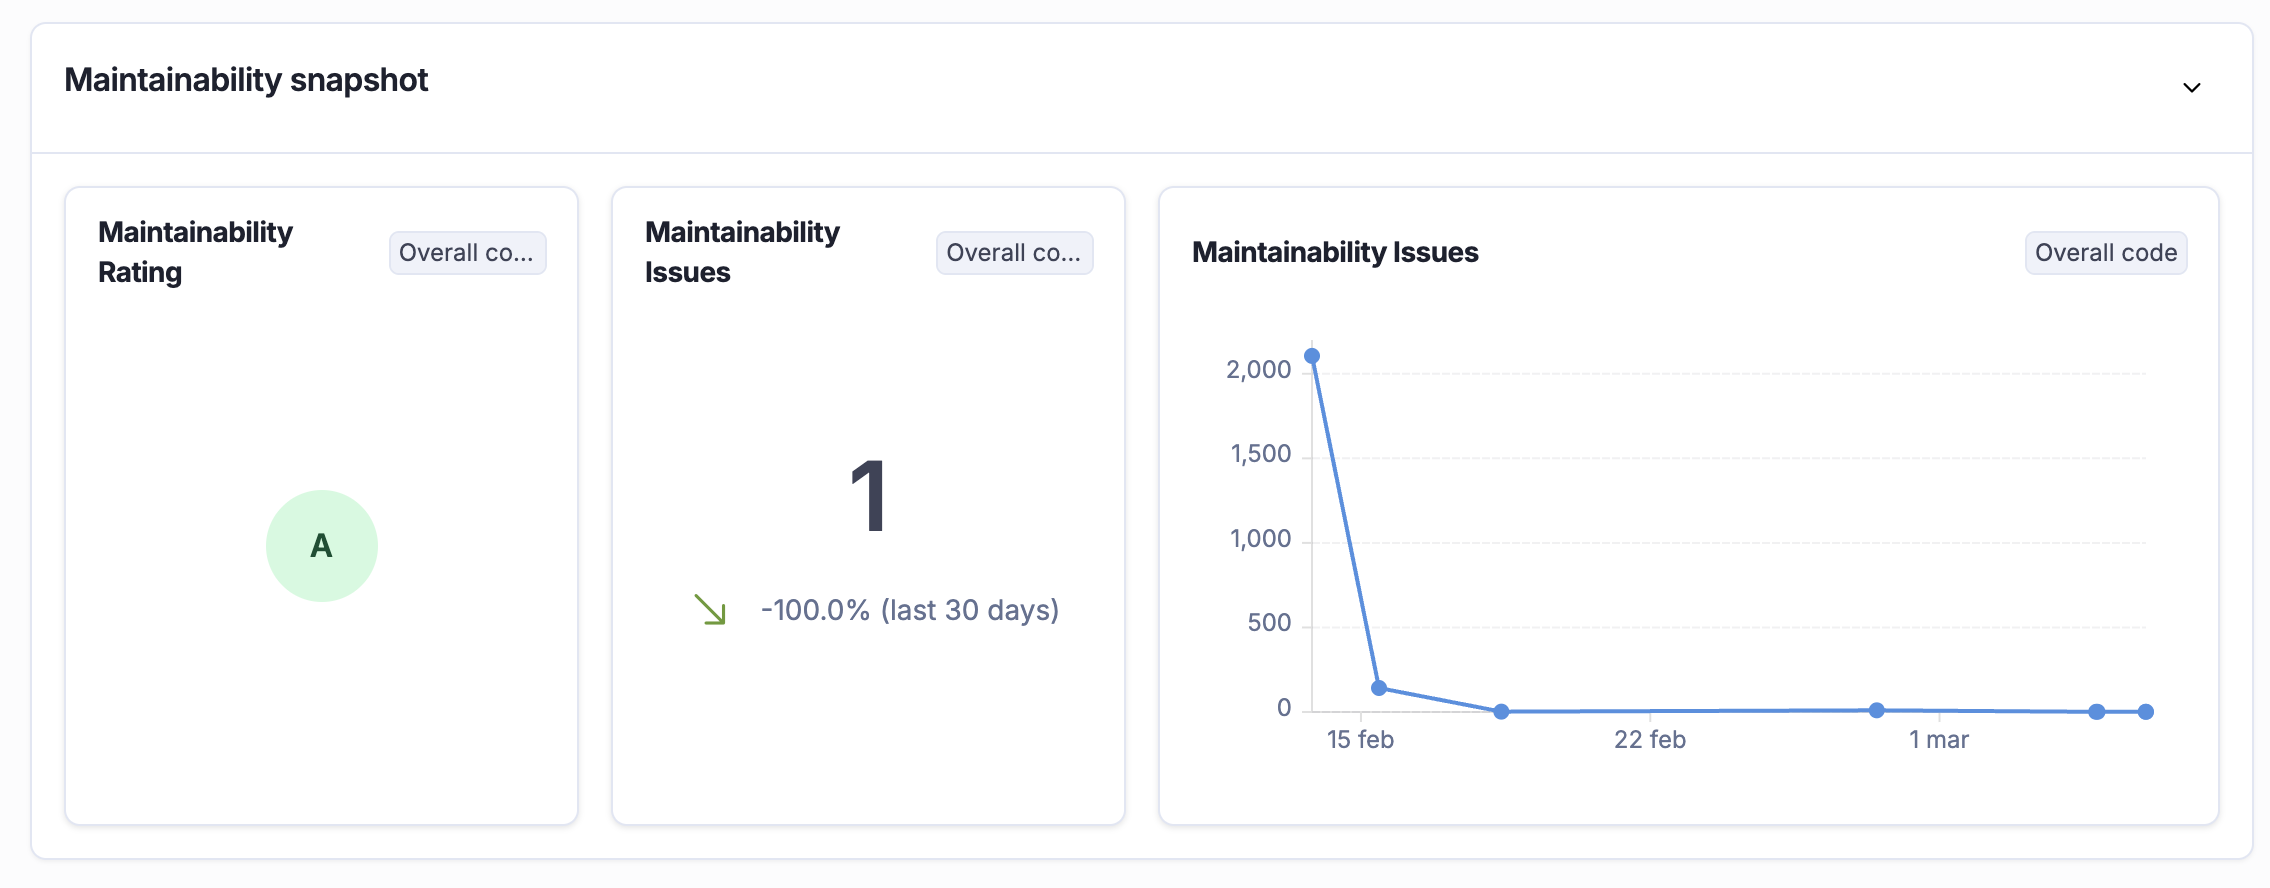 Maintainability snapshot
Maintainability
Rating
Overall co...
A
Maintainability
Issues
Overall co...
1
-100.0% (last 30 days)
Maintainability Issues
Overall code
2,000
1,500
1,000
500
0
15 feb
22 feb
1 mar